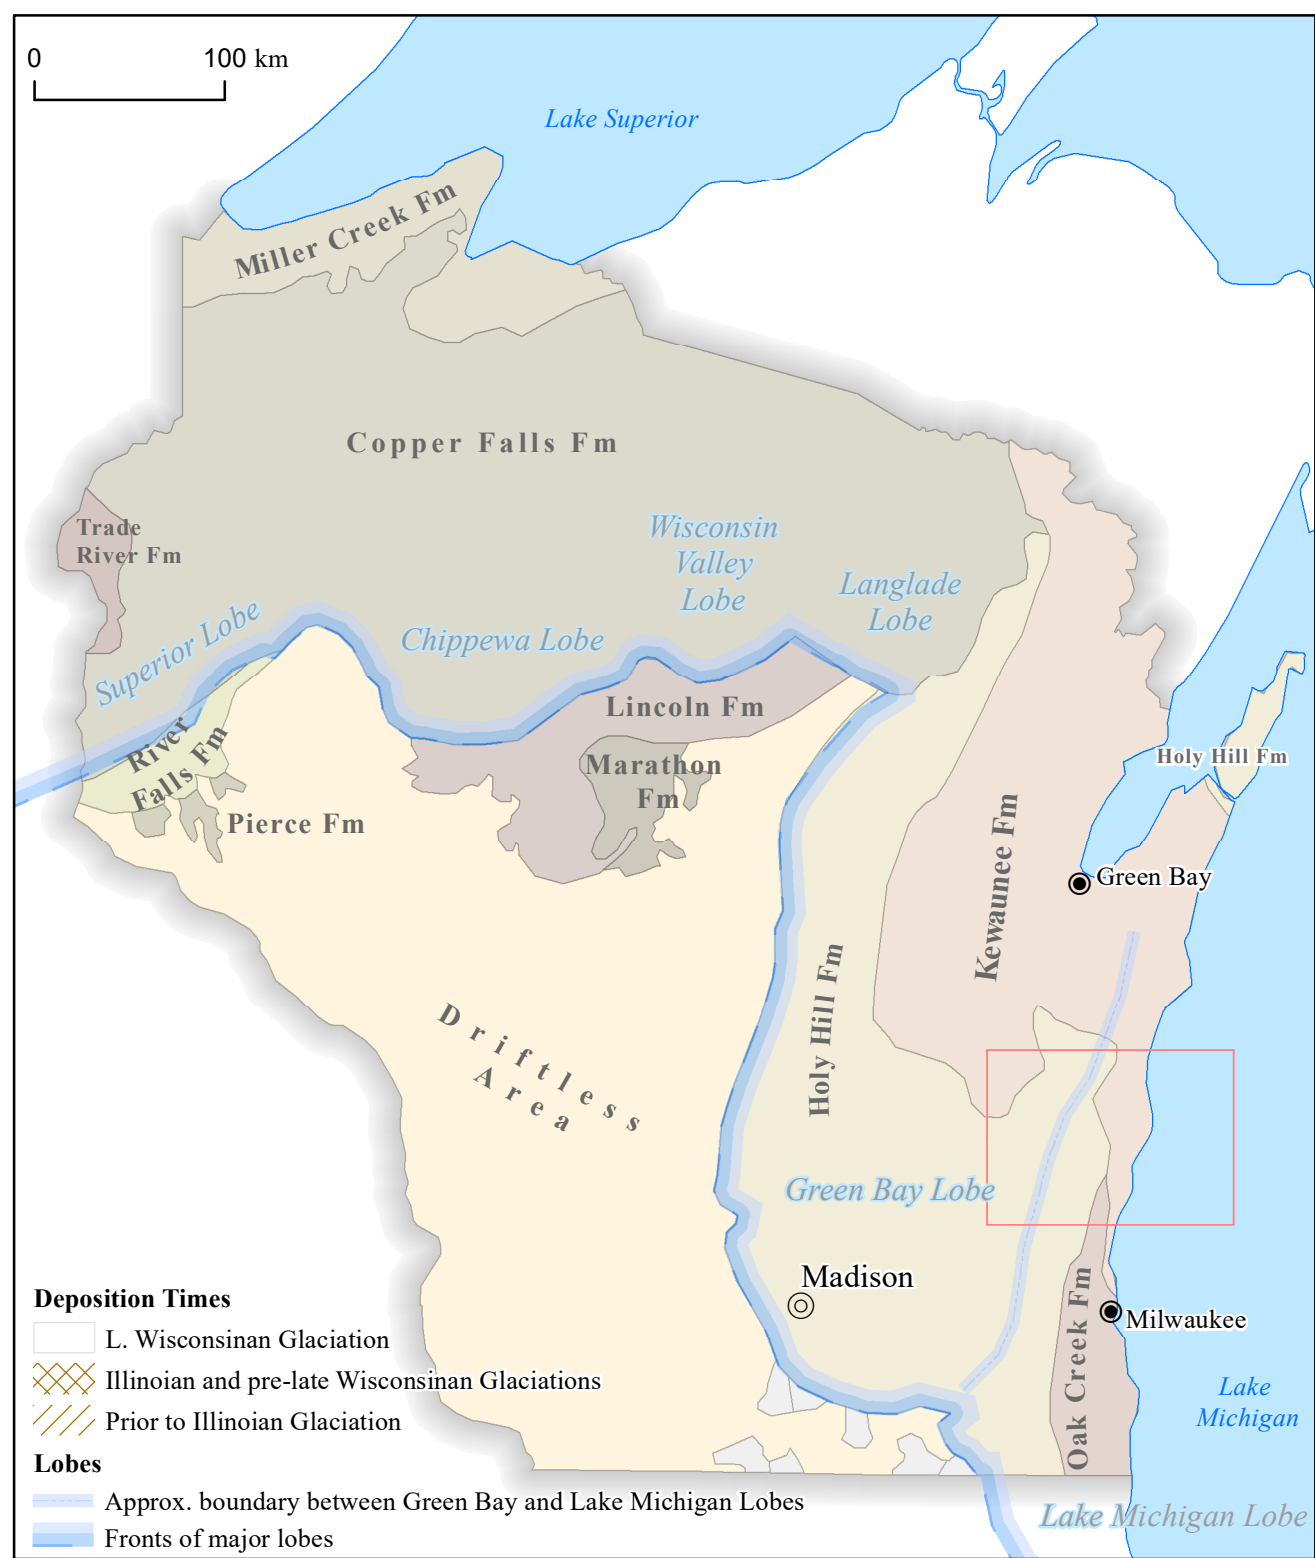 0 100 km
Lake Superior
Miller Creek Fm
Copper Falls Fm
Trade
River Fm
Wisconsin
Valley
Lobe
Langlade
Lobe
Superior Lobe
Chippewa Lobe
Lincoln Fm
River
Falls Fm
Marathon
Fm
Pierce Fm
Holy Hill Fm
Kewaunee Fm
Green Bay
Holy Hill Fm
Driftless
Area
Green Bay Lobe
Madison
Oak Creek Fm
Milwaukee
Lake
Michigan
Lake Michigan Lobe
Deposition Times
L. Wisconsinan Glaciation
Illinoian and pre-late Wisconsinan Glaciations
Prior to Illinoian Glaciation
Lobes
Approx. boundary between Green Bay and Lake Michigan Lobes
Fronts of major lobes